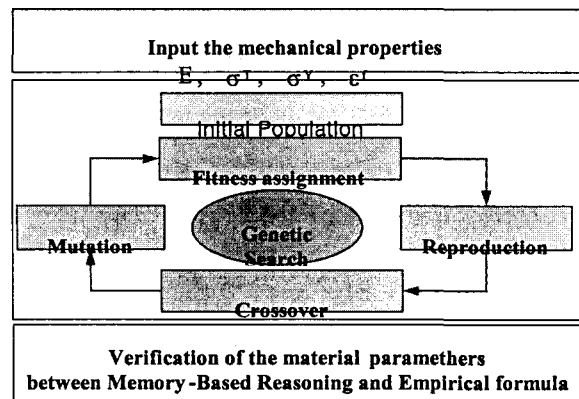 Input the mechanical properties
E, σᵀ, σʸ, εᶠ
Initial Population
Fitness assignment
Mutation
Genetic
Search
Reproduction
Crossover
Verification of the material paramethers
between Memory-Based Reasoning and Empirical formula